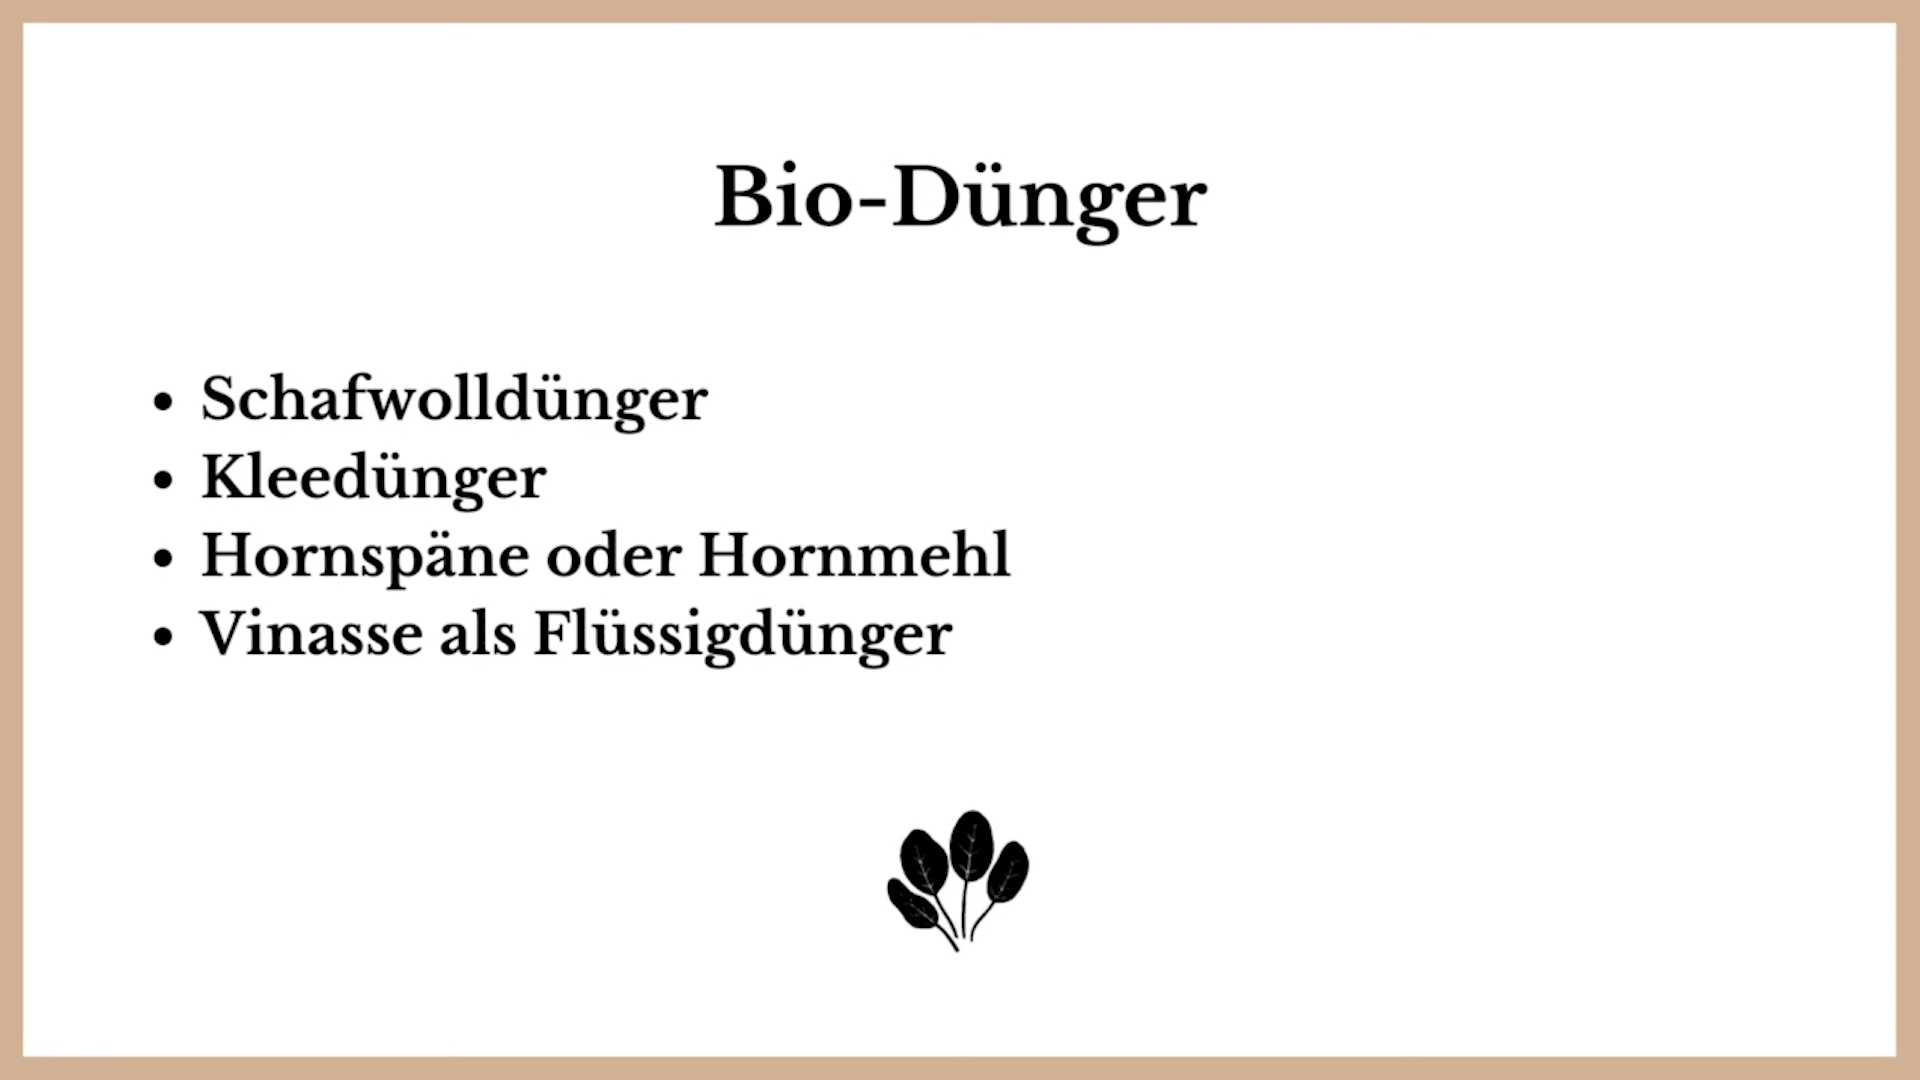 Bio-Dünger
• Schafwolldünger
• Kleedünger
• Hornspäne oder Hornmehl
• Vinasse als Flüssigdünger